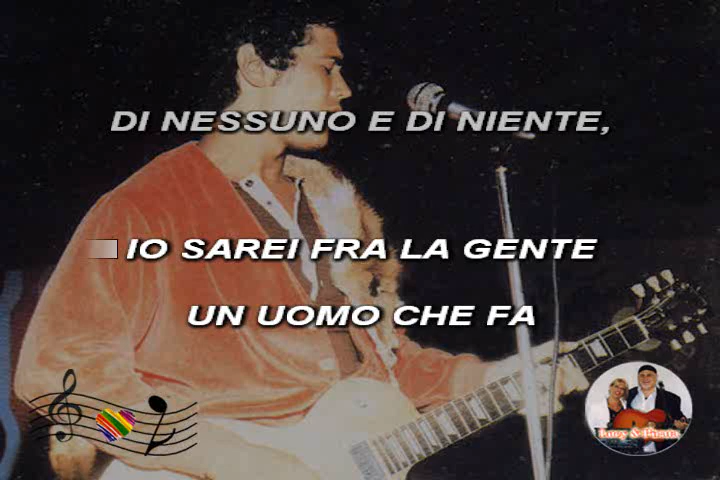 DI NESSUNO E DI NIENTE,
IO SAREI FRA LA GENTE
UN UOMO CHE FA